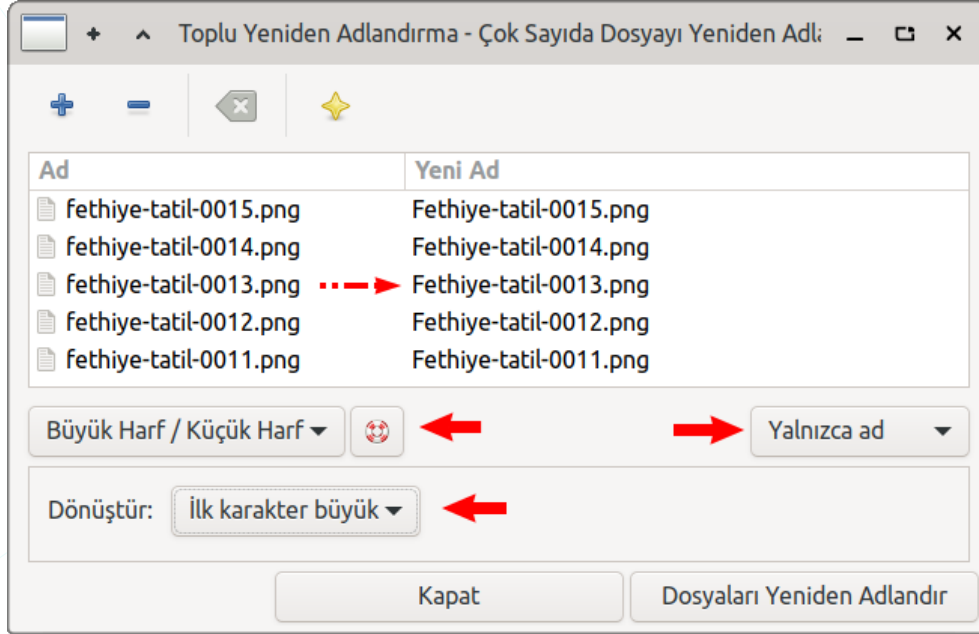 Toplu Yeniden Adlandırma - Çok Sayıda Dosyayı Yeniden
Ad Yeni Ad
fethiye-tatil-0015.png Fethiye-tatil-0015.png
fethiye-tatil-0014.png Fethiye-tatil-0014.png
fethiye-tatil-0013.png Fethiye-tatil-0013.png
fethiye-tatil-0012.png Fethiye-tatil-0012.png
fethiye-tatil-0011.png Fethiye-tatil-0011.png
Büyük Harf / Küçük Harf Yalnızca ad
Dönüştür: İlk karakter büyük
Kapat Dosyaları Yeniden Adlandır